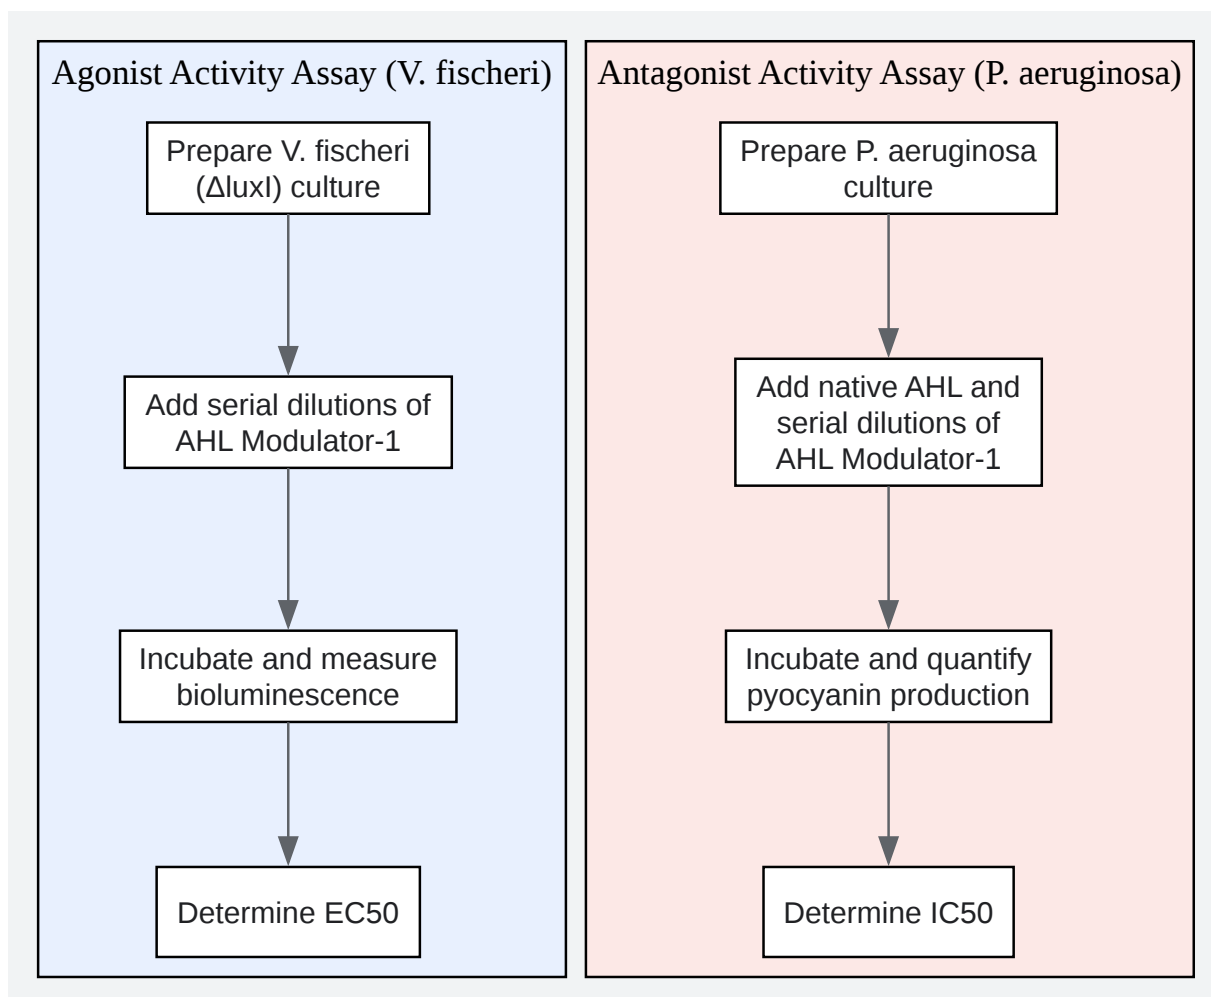 Agonist Activity Assay (V. fischeri)
Prepare V. fischeri
(ΔluxI) culture
Add serial dilutions of
AHL Modulator-1
Incubate and measure
bioluminescence
Determine EC50
Antagonist Activity Assay (P. aeruginosa)
Prepare P. aeruginosa
culture
Add native AHL and
serial dilutions of
AHL Modulator-1
Incubate and quantify
pyocyanin production
Determine IC50